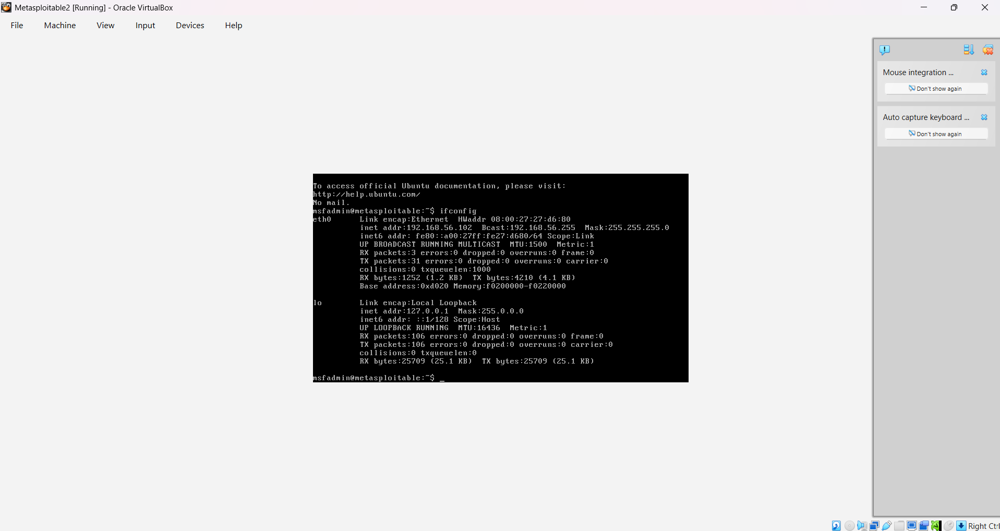 Metasploitable2 [Running] - Oracle VirtualBox
File Machine View Input Devices Help
Mouse integration ...
Don't show again
Auto capture keyboard ...
Don't show again
To access official Ubuntu documentation, please visit:
http://help.ubuntu.com/
No mail.
msfadmin@metasploitable:~$ ifconfig
eth0 Link encap:Ethernet HWaddr 08:00:27:27:d6:80
inet addr:192.168.56.102 Bcast:192.168.56.255 Mask:255.255.255.0
inet6 addr: fe80::a00:27ff:fe27:d680/64 Scope:Link
UP BROADCAST RUNNING MULTICAST MTU:1500 Metric:1
RX packets:3 errors:0 dropped:0 overruns:0 frame:0
TX packets:31 errors:0 dropped:0 overruns:0 carrier:0
collisions:0 txqueuelen:1000
RX bytes:1252 (1.2 KB) TX bytes:4210 (4.1 KB)
Base address:0xd020 Memory:f0200000-f0220000
lo Link encap:Local Loopback
inet addr:127.0.0.1 Mask:255.0.0.0
inet6 addr: ::1/128 Scope:Host
UP LOOPBACK RUNNING MTU:16436 Metric:1
RX packets:106 errors:0 dropped:0 overruns:0 frame:0
TX packets:106 errors:0 dropped:0 overruns:0 carrier:0
collisions:0 txqueuelen:0
RX bytes:25709 (25.1 KB) TX bytes:25709 (25.1 KB)
msfadmin@metasploitable:~$ _
Right Ctrl